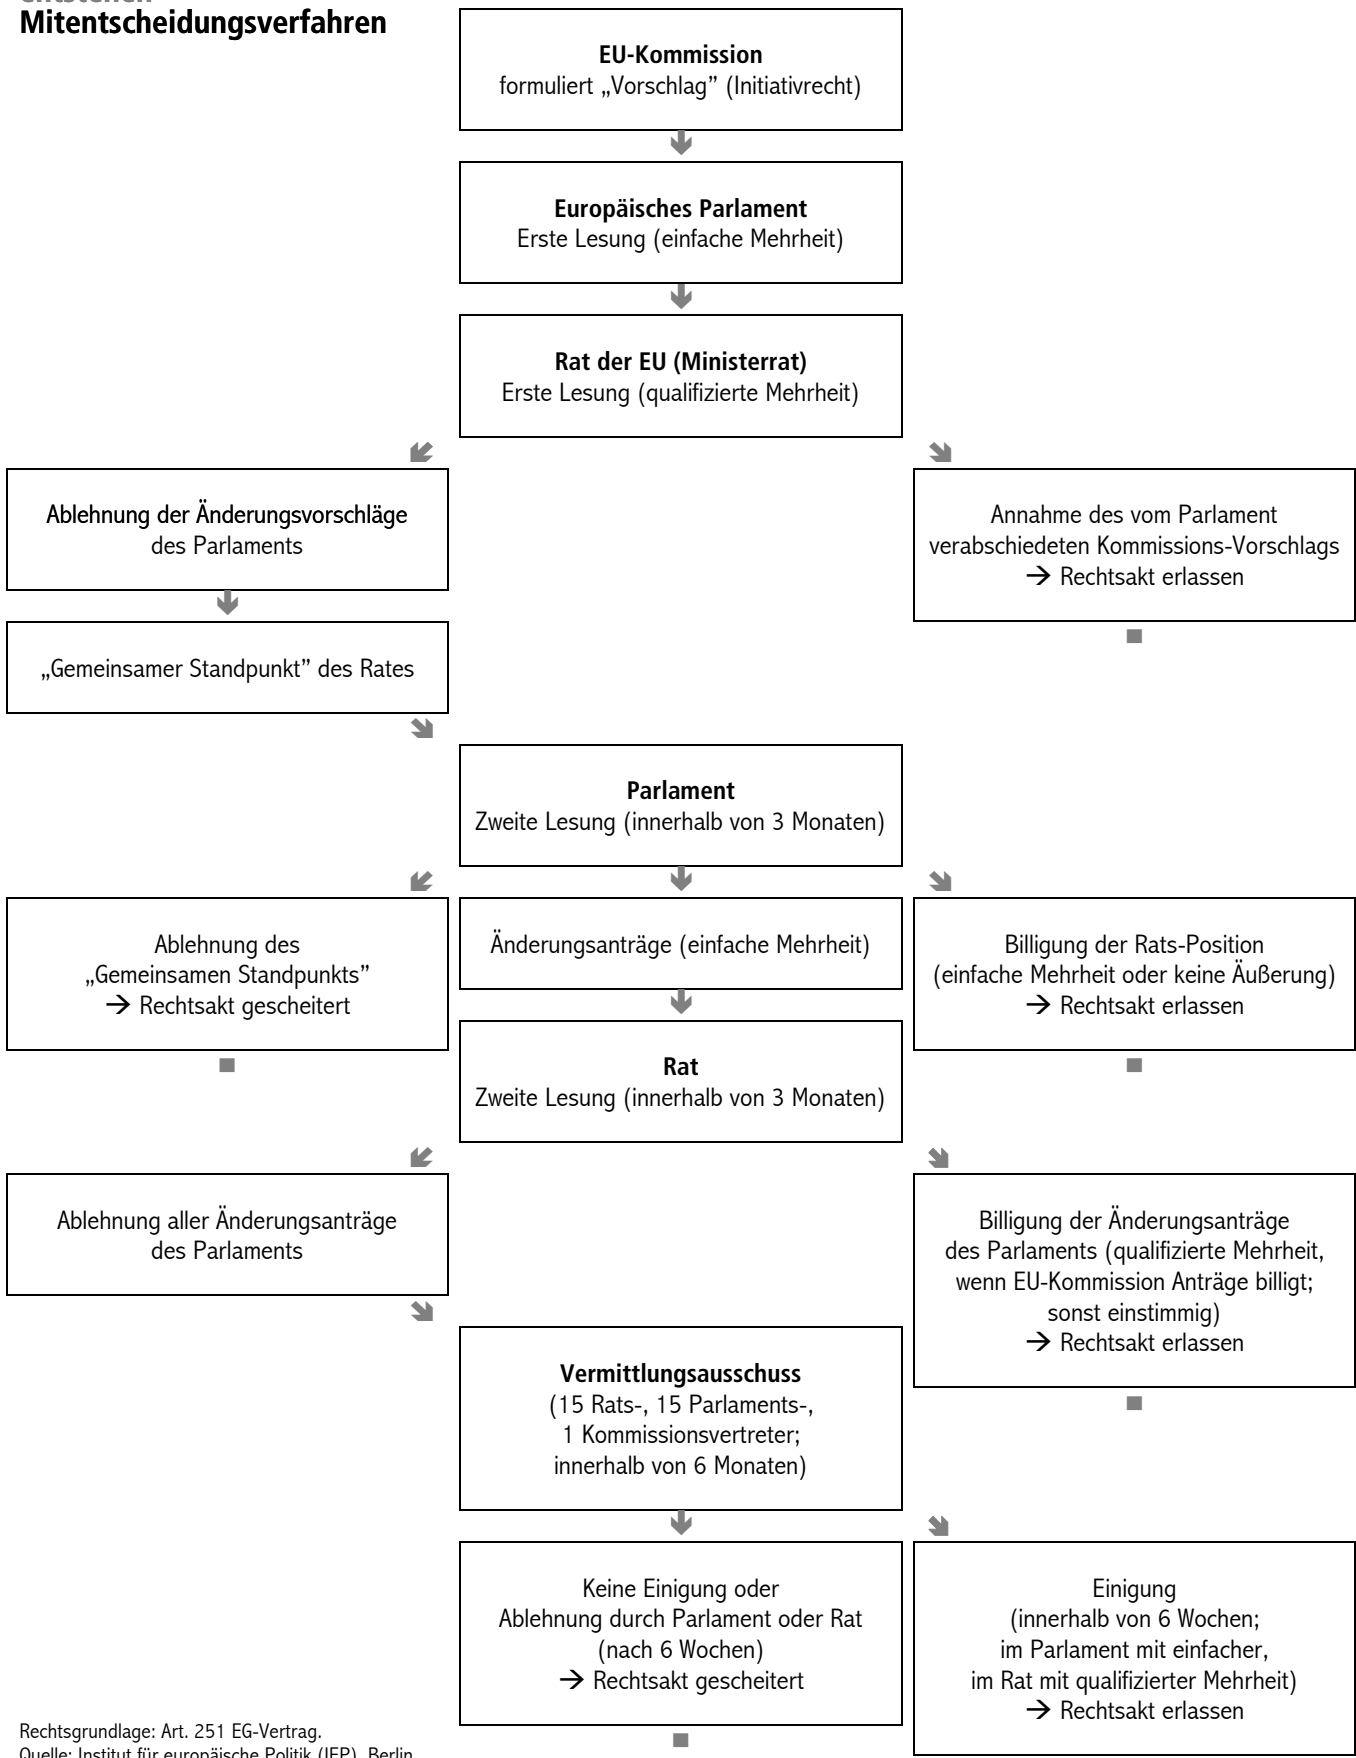 Mitentscheidungsverfahren
EU-Kommission
formuliert „Vorschlag” (Initiativrecht)
Europäisches Parlament
Erste Lesung (einfache Mehrheit)
Rat der EU (Ministerrat)
Erste Lesung (qualifizierte Mehrheit)
Ablehnung der Änderungsvorschläge
des Parlaments
Annahme des vom Parlament
verabschiedeten Kommissions-Vorschlags
→ Rechtsakt erlassen
„Gemeinsamer Standpunkt” des Rates
Parlament
Zweite Lesung (innerhalb von 3 Monaten)
Ablehnung des
„Gemeinsamen Standpunkts”
→ Rechtsakt gescheitert
Änderungsanträge (einfache Mehrheit)
Billigung der Rats-Position
(einfache Mehrheit oder keine Äußerung)
→ Rechtsakt erlassen
Rat
Zweite Lesung (innerhalb von 3 Monaten)
Ablehnung aller Änderungsanträge
des Parlaments
Billigung der Änderungsanträge
des Parlaments (qualifizierte Mehrheit,
wenn EU-Kommission Anträge billigt;
sonst einstimmig)
→ Rechtsakt erlassen
Vermittlungsausschuss
(15 Rats-, 15 Parlaments-,
1 Kommissionsvertreter;
innerhalb von 6 Monaten)
Keine Einigung oder
Ablehnung durch Parlament oder Rat
(nach 6 Wochen)
→ Rechtsakt gescheitert
Einigung
(innerhalb von 6 Wochen;
im Parlament mit einfacher,
im Rat mit qualifizierter Mehrheit)
→ Rechtsakt erlassen
Rechtsgrundlage: Art. 251 EG-Vertrag.
Quelle: Institut für europäische Politik (IEP), Berlin